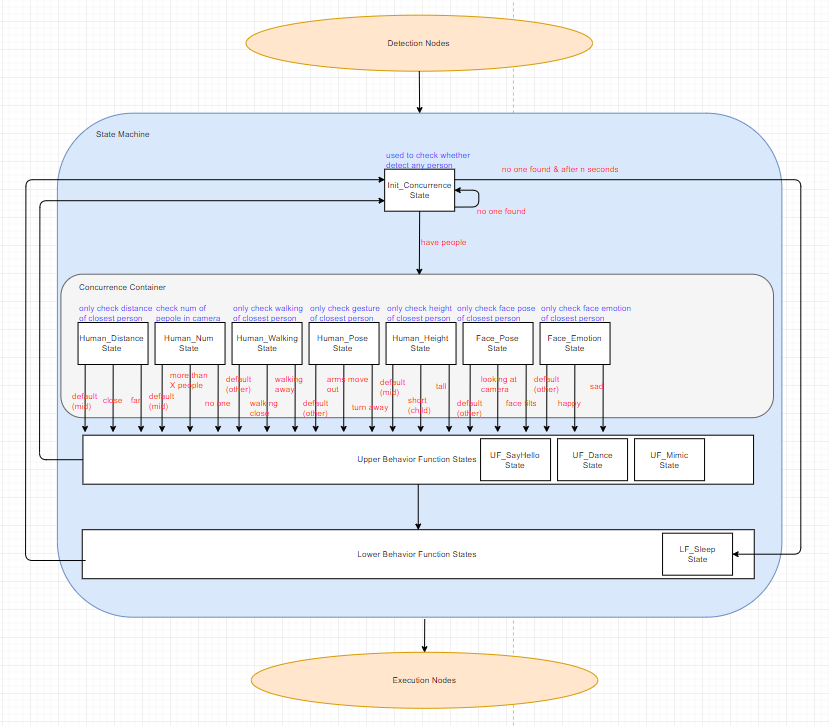 Detection Nodes
State Machine
used to check whether
detect any person
no one found & after n seconds
Init_Concurrence
State
no one found
have people
Concurrence Container
only check distance
of closest person
check num of
pepole in camera
only check walking
of closest person
only check gesture
of closest person
only check height
of closest person
only check face pose
of closest person
only check face emotion
of closest person
Human_Distance
State
Human_Num
State
Human_Walking
State
Human_Pose
State
Human_Height
State
Face_Pose
State
Face_Emotion
State
default
(mid)
close
far
default
(mid)
more than
X people
no one
default
(other)
walking
close
walking
away
default
(other)
arms move
out
turn away
default
(mid)
short
(child)
tall
default
(other)
looking at
camera
face tilts
default
(other)
happy
sad
Upper Behavior Function States
UF_SayHello
State
UF_Dance
State
UF_Mimic
State
Lower Behavior Function States
LF_Sleep
State
Execution Nodes